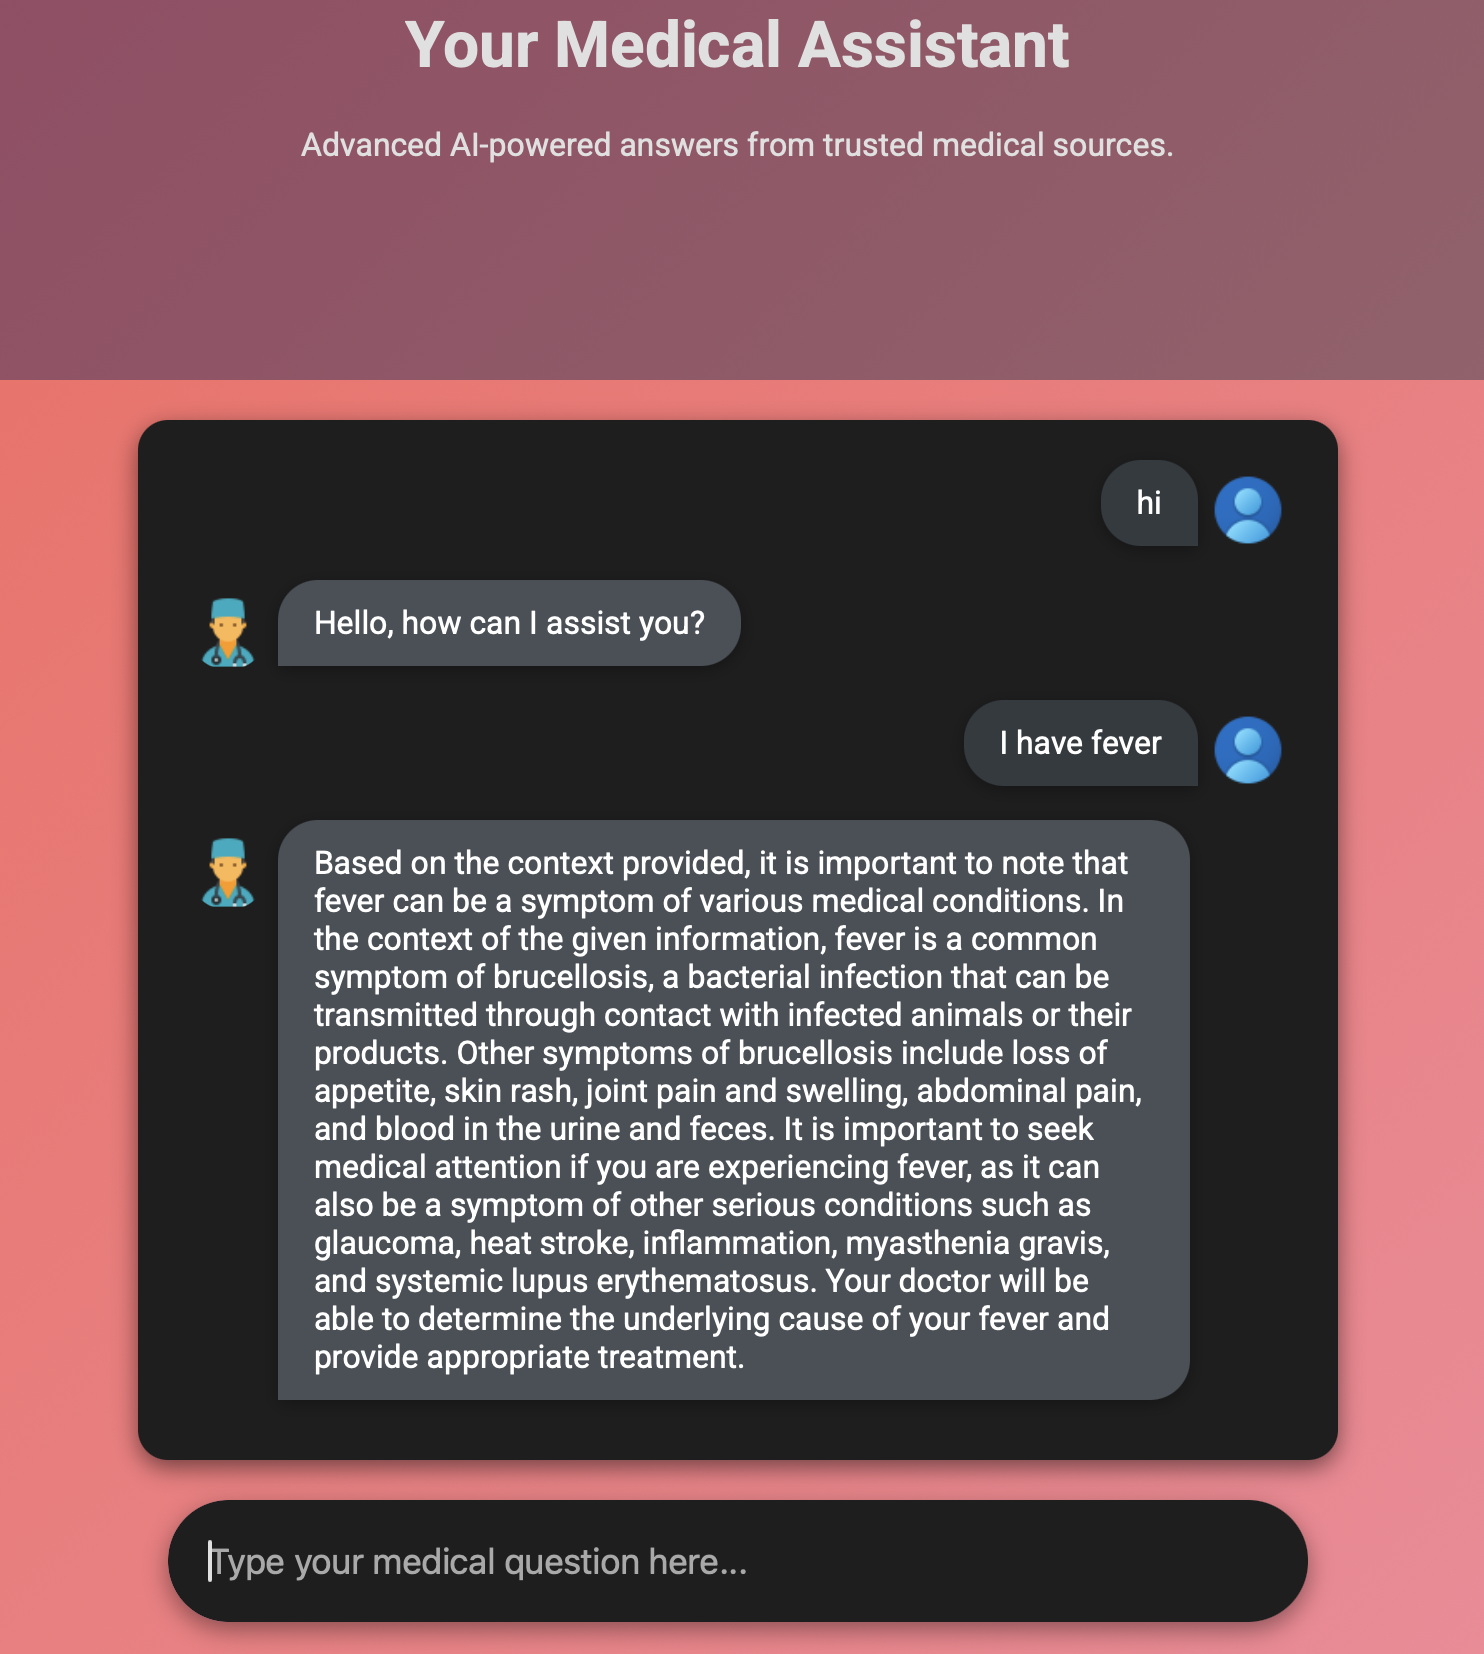 Your Medical Assistant
Advanced AI-powered answers from trusted medical sources.
hi
Hello, how can I assist you?
I have fever
Based on the context provided, it is important to note that
fever can be a symptom of various medical conditions. In
the context of the given information, fever is a common
symptom of brucellosis, a bacterial infection that can be
transmitted through contact with infected animals or their
products. Other symptoms of brucellosis include loss of
appetite, skin rash, joint pain and swelling, abdominal pain,
and blood in the urine and feces. It is important to seek
medical attention if you are experiencing fever, as it can
also be a symptom of other serious conditions such as
glaucoma, heat stroke, inflammation, myasthenia gravis,
and systemic lupus erythematosus. Your doctor will be
able to determine the underlying cause of your fever and
provide appropriate treatment.
Type your medical question here...